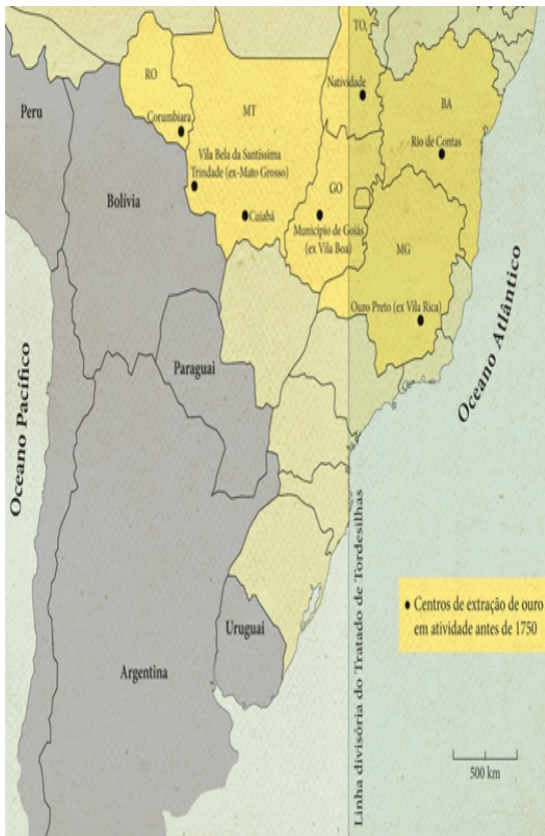 TO
Natividade
RO
MT
BA
Peru
Corumbiara
Rio de Contas
Vila Bela da Santíssima
Trindade (ex-Mato Grosso)
Bolívia
GO
Cuiabá
Município de Goiás
(ex Vila Boa)
MG
Ouro Preto (ex Vila Rica)
Paraguai
Oceano Atlântico
Oceano Pacífico
Linha divisória do Tratado de Tordesilhas
• Centros de extração de ouro
em atividade antes de 1750
Uruguai
Argentina
500 km